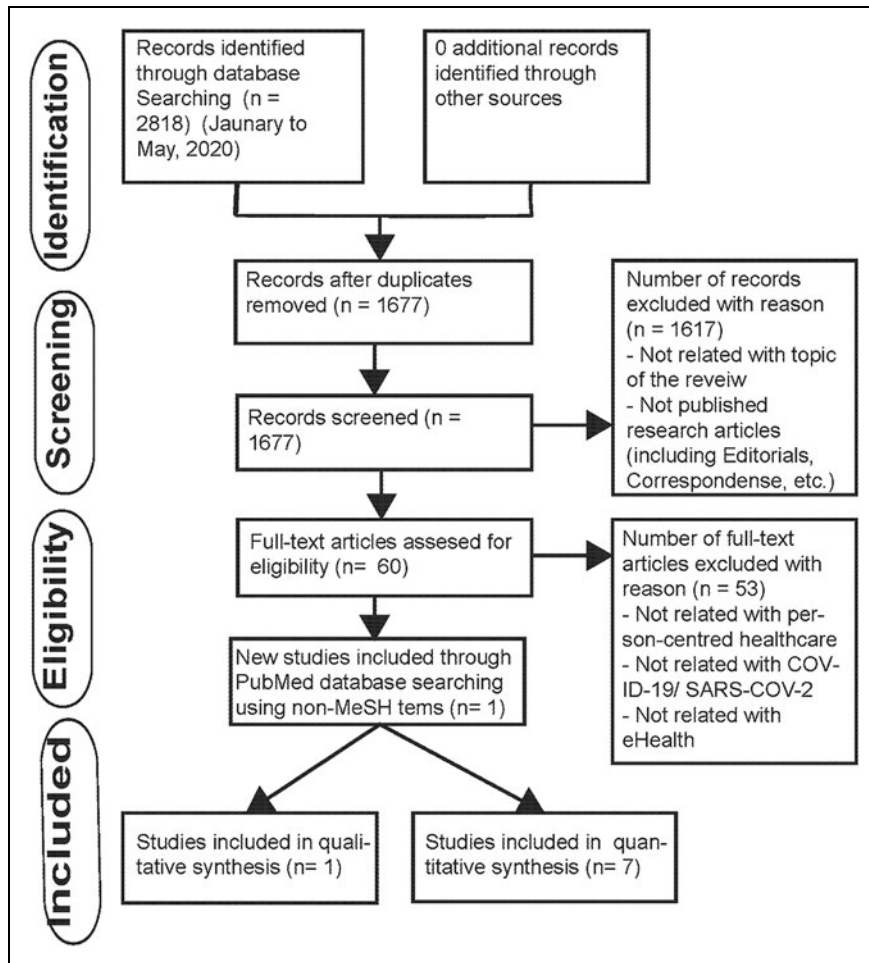 Identification
Records identified
through database
Searching (n =
2818) (Jaunary to
May, 2020)
0 additional records
identified through
other sources
Screening
Records after duplicates
removed (n = 1677)
Number of records
excluded with reason
(n = 1617)
- Not related with topic
of the reveiw
- Not published
research articles
(including Editorials,
Correspondense, etc.)
Records screened (n =
1677)
Eligibility
Full-text articles assesed for
eligibility (n= 60)
Number of full-text
articles excluded with
reason (n = 53)
- Not related with per-
son-centred healthcare
- Not related with COV-
ID-19/ SARS-COV-2
- Not related with
eHealth
New studies included through
PubMed database searching
using non-MeSH tems (n= 1)
Included
Studies included in quali-
tative synthesis (n= 1)
Studies included in quan-
titative synthesis (n= 7)